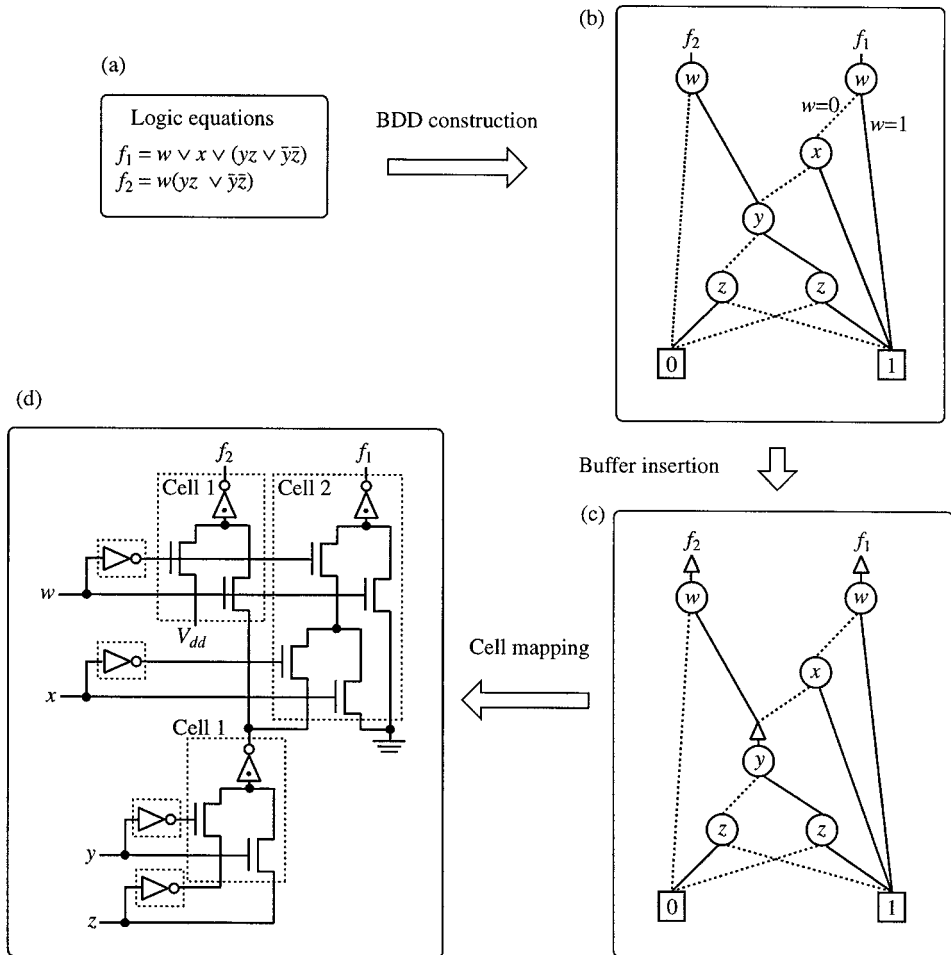 (a)
Logic equations
f₁ = w ∨ x ∨ (yz ∨ ȳz̄)
f₂ = w(yz ∨ ȳz̄)
BDD construction
(b)
f₂ f₁
w w
w=0
w=1
x
y
z z
0 1
Buffer insertion
(c)
f₂ f₁
w w
x
y
z z
0 1
Cell mapping
(d)
f₂ f₁
Cell 1 Cell 2
w
V_dd
x
Cell 1
y
z